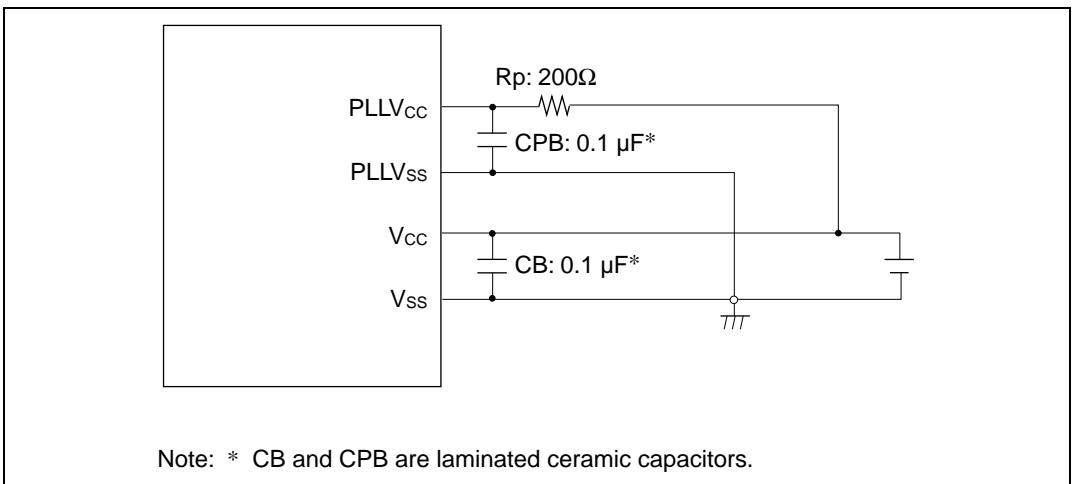 Rp: 200Ω
PLLVCC
CPB: 0.1 µF*
PLLVSS
VCC
CB: 0.1 µF*
VSS
Note: * CB and CPB are laminated ceramic capacitors.